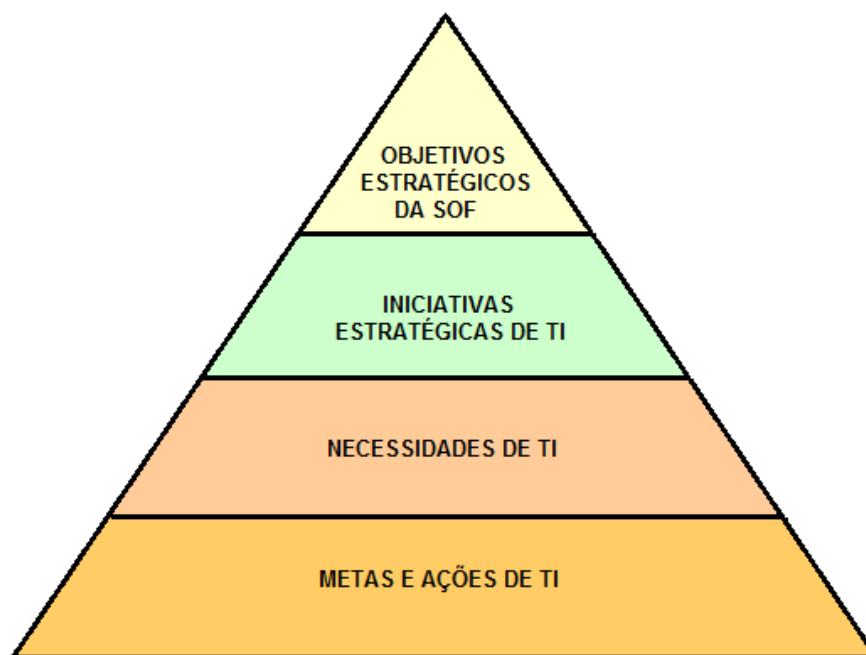 OBJETIVOS
ESTRATÉGICOS
DA SOF
INICIATIVAS
ESTRATÉGICAS DE TI
NECESSIDADES DE TI
METAS E AÇÕES DE TI